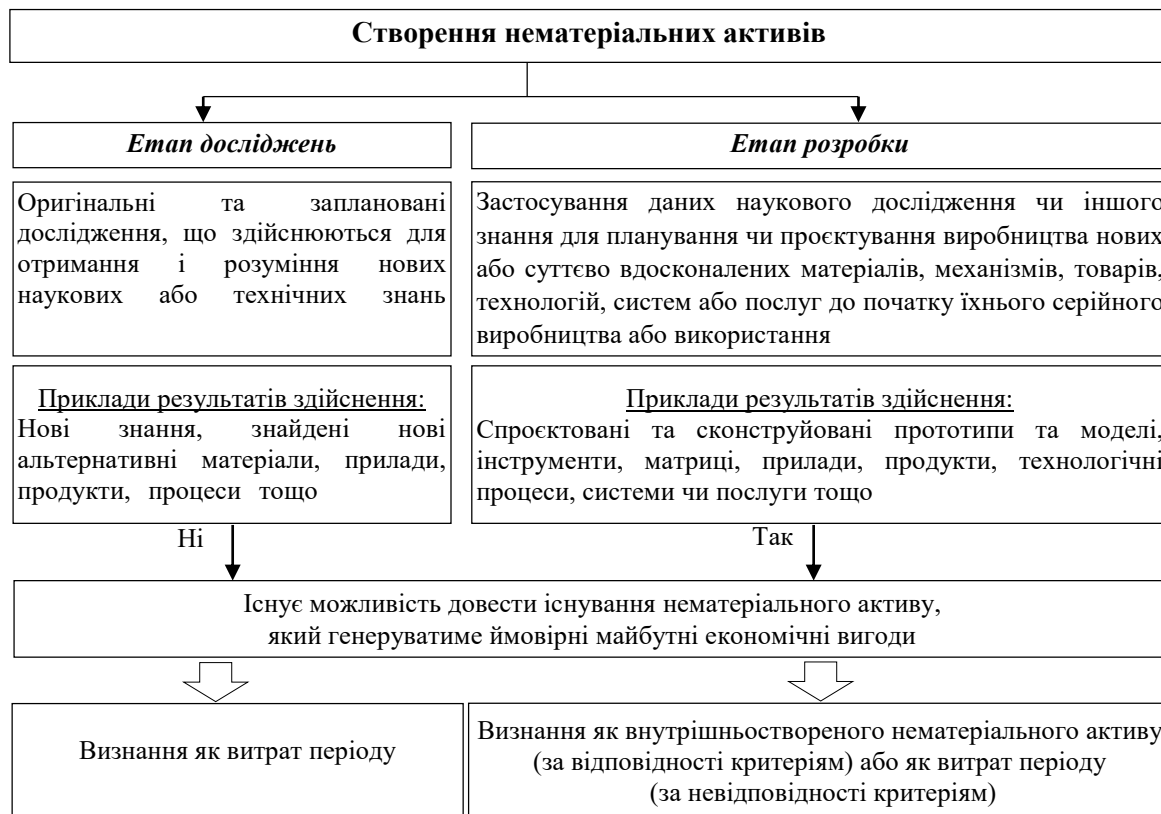 Створення нематеріальних активів
Етап досліджень
Етап розробки
Оригінальні та заплановані
дослідження, що здійснюються для
отримання і розуміння нових
наукових або технічних знань
Застосування даних наукового дослідження чи іншого
знання для планування чи проєктування виробництва нових
або суттєво вдосконалених матеріалів, механізмів, товарів,
технологій, систем або послуг до початку їхнього серійного
виробництва або використання
Приклади результатів здійснення:
Нові знання, знайдені нові
альтернативні матеріали, прилади,
продукти, процеси тощо
Приклади результатів здійснення:
Спроєктовані та сконструйовані прототипи та моделі,
інструменти, матриці, прилади, продукти, технологічні
процеси, системи чи послуги тощо
Ні
Так
Існує можливість довести існування нематеріального активу,
який генеруватиме ймовірні майбутні економічні вигоди
Визнання як витрат періоду
Визнання як внутрішньоствореного нематеріального активу
(за відповідності критеріям) або як витрат періоду
(за невідповідності критеріям)